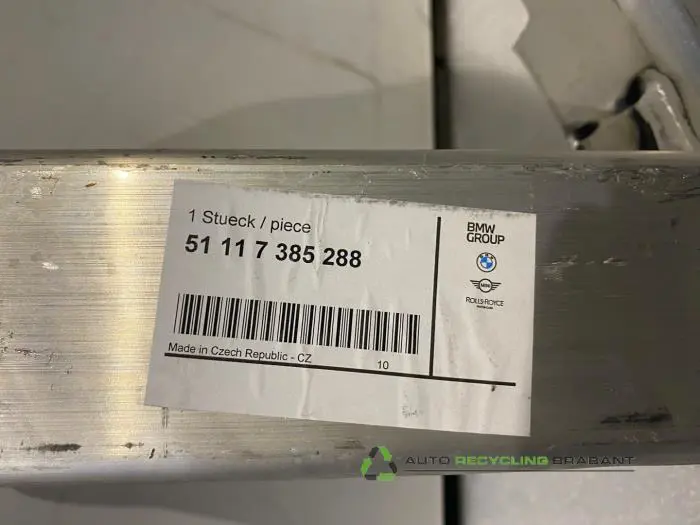 1 Stueck / piece
51 11 7 385 288
Made in Czech Republic - CZ
10
BMW
GROUP
MINI
ROLLS-ROYCE
AUTO RECYCLING BRABANT